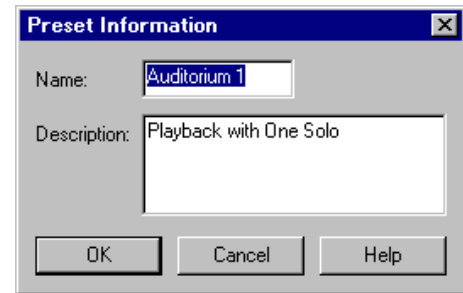 Preset Information
Name: Auditorium 1
Description: Playback with One Solo
OK Cancel Help